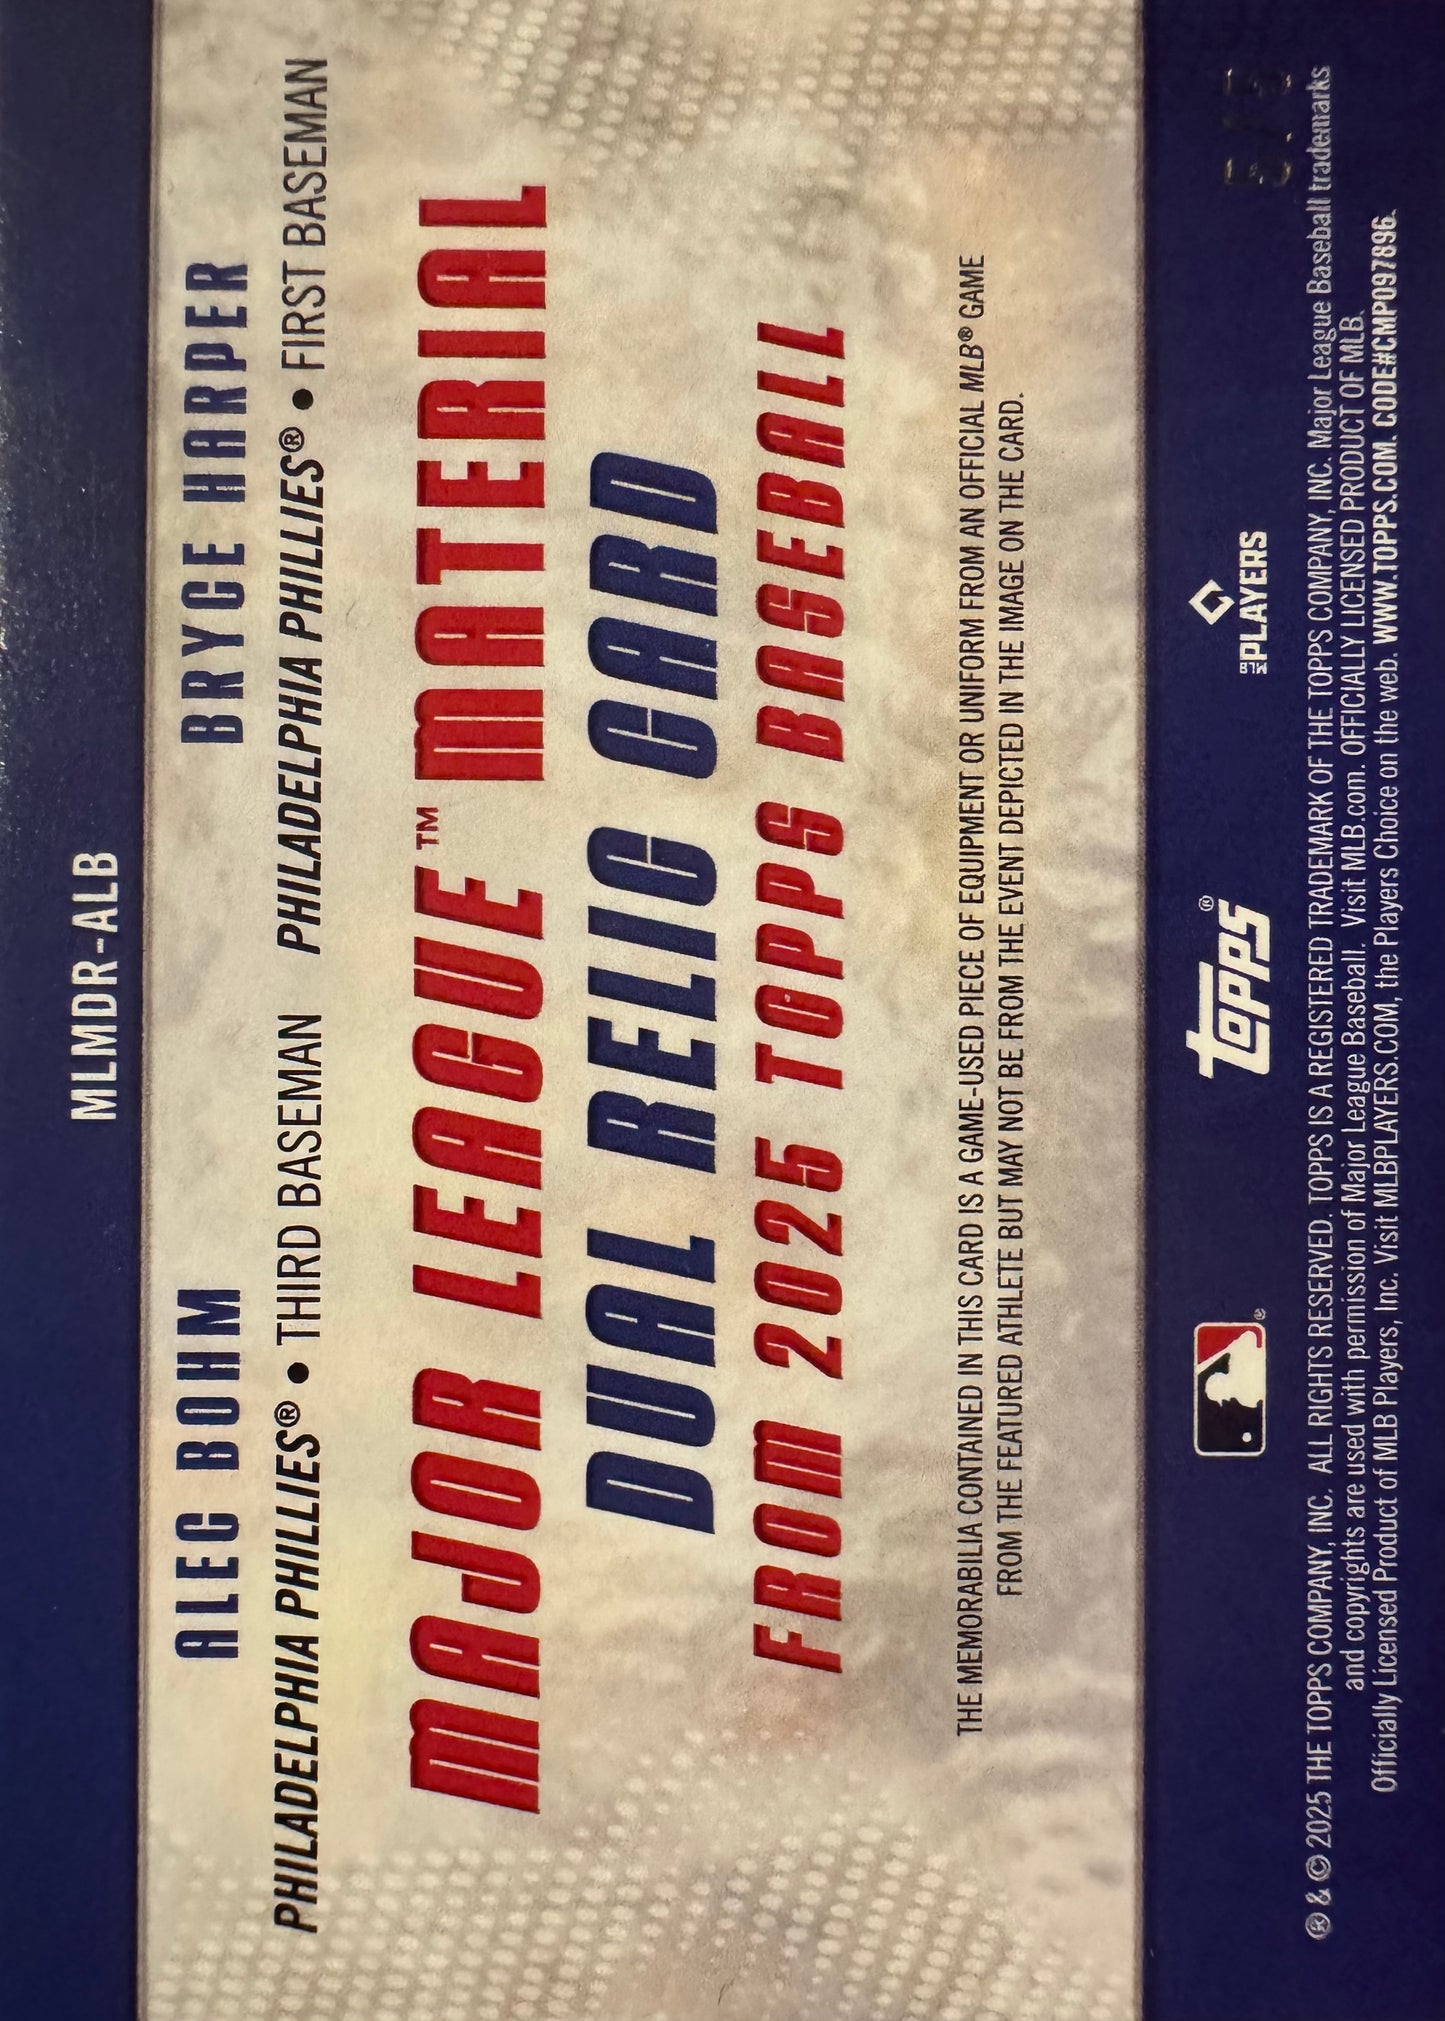 MLMDR-ALB
ALEC BOHM
PHILADELPHIA PHILLIES® • THIRD BASEMAN
BRYCE HARPER
PHILADELPHIA PHILLIES® • FIRST BASEMAN
MAJOR LEAGUE™ MATERIAL
DUAL RELIC CARD
FROM 2025 TOPPS BASEBALL
THE MEMORABILIA CONTAINED IN THIS CARD IS A GAME-USED PIECE OF EQUIPMENT OR UNIFORM FROM AN OFFICIAL MLB® GAME
FROM THE FEATURED ATHLETE BUT MAY NOT BE FROM THE EVENT DEPICTED IN THE IMAGE ON THE CARD.
topps®
MLB PLAYERS
® & © 2025 THE TOPPS COMPANY, INC. ALL RIGHTS RESERVED. TOPPS IS A REGISTERED TRADEMARK OF THE TOPPS COMPANY, INC. Major League Baseball trademarks
and copyrights are used with permission of Major League Baseball. Visit MLB.com. OFFICIALLY LICENSED PRODUCT OF MLB.
Officially Licensed Product of MLB Players, Inc. Visit MLBPLAYERS.COM, the Players Choice on the web. WWW.TOPPS.COM. CODE#CMP097896.